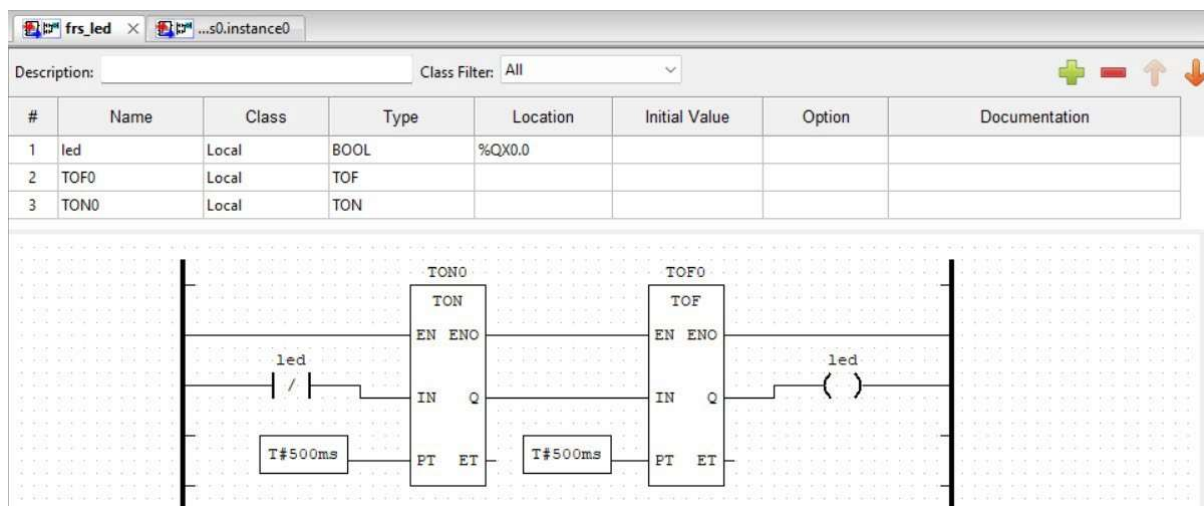 frs_led ...s0.instance0
Description: Class Filter: All
# Name Class Type Location Initial Value Option Documentation
1 led Local BOOL %QX0.0
2 TOF0 Local TOF
3 TON0 Local TON
TON0 TOF0
TON TOF
EN ENO EN ENO
led led
/
IN Q IN Q
T#500ms PT ET T#500ms PT ET